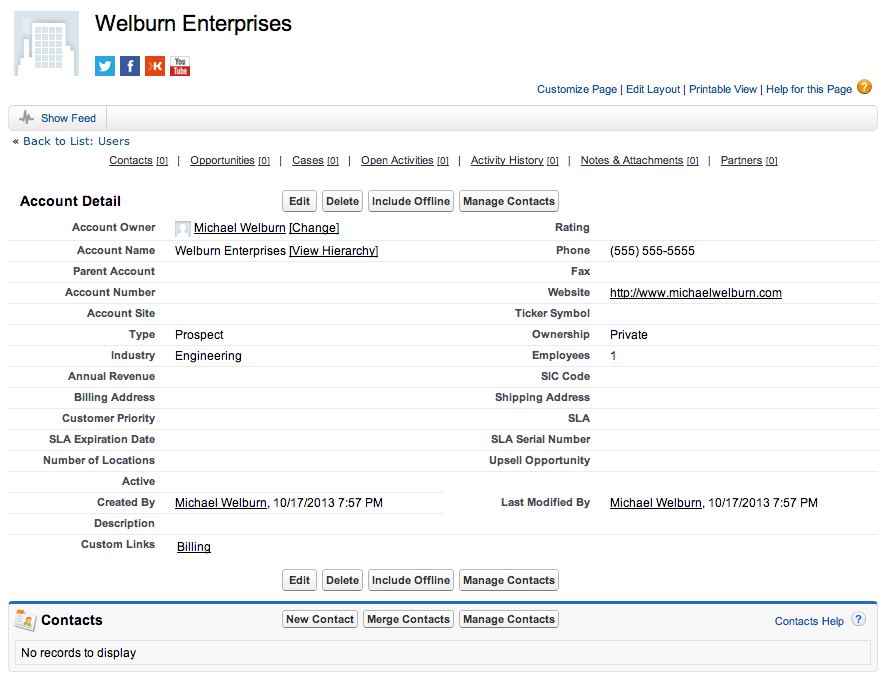 Welburn Enterprises
You
Tube
Customize Page | Edit Layout | Printable View | Help for this Page ?
Show Feed
« Back to List: Users
Contacts [0] | Opportunities [0] | Cases [0] | Open Activities [0] | Activity History [0] | Notes & Attachments [0] | Partners [0]
Account Detail Edit Delete Include Offline Manage Contacts
Account Owner Michael Welburn [Change] Rating
Account Name Welburn Enterprises [View Hierarchy] Phone (555) 555-5555
Parent Account Fax
Account Number Website http://www.michaelwelburn.com
Account Site Ticker Symbol
Type Prospect Ownership Private
Industry Engineering Employees 1
Annual Revenue SIC Code
Billing Address Shipping Address
Customer Priority SLA
SLA Expiration Date SLA Serial Number
Number of Locations Upsell Opportunity
Active
Created By Michael Welburn, 10/17/2013 7:57 PM Last Modified By Michael Welburn, 10/17/2013 7:57 PM
Description
Custom Links Billing
Edit Delete Include Offline Manage Contacts
Contacts New Contact Merge Contacts Manage Contacts Contacts Help ?
No records to display